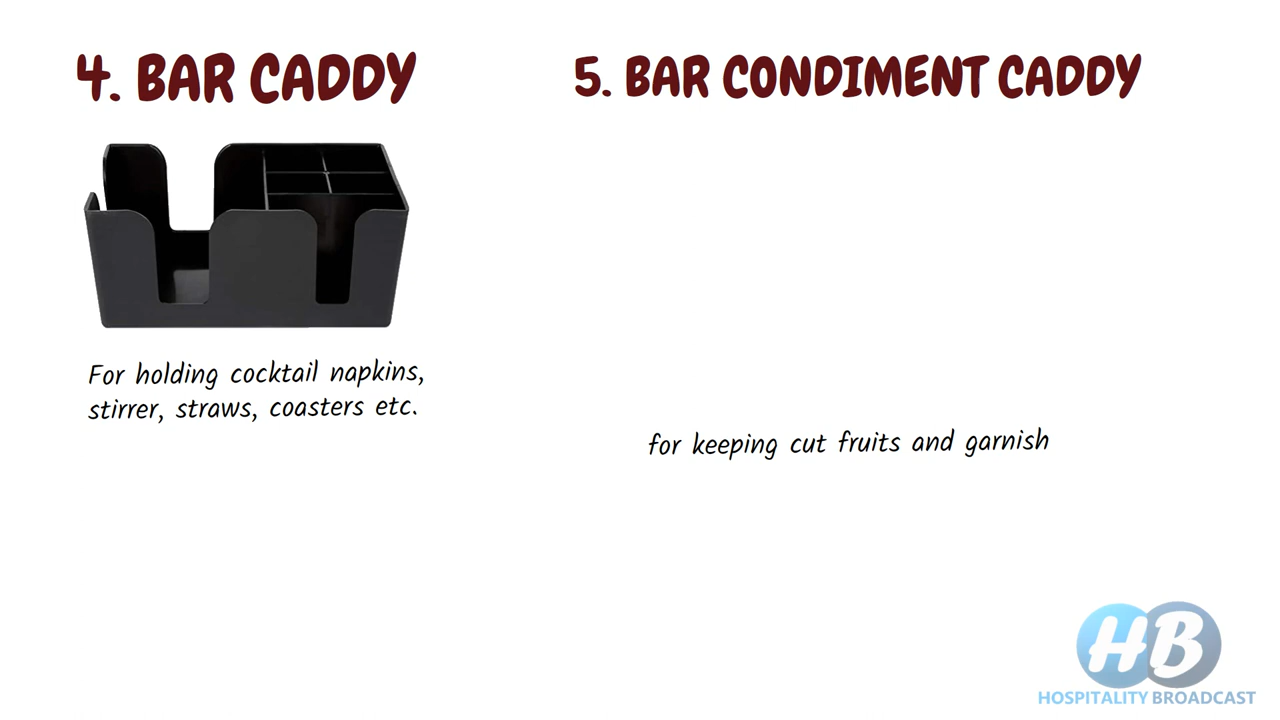 4. BAR CADDY
5. BAR CONDIMENT CADDY
For holding cocktail napkins,
stirrer, straws, coasters etc.
for keeping cut fruits and garnish
HB
HOSPITALITY BROADCAST